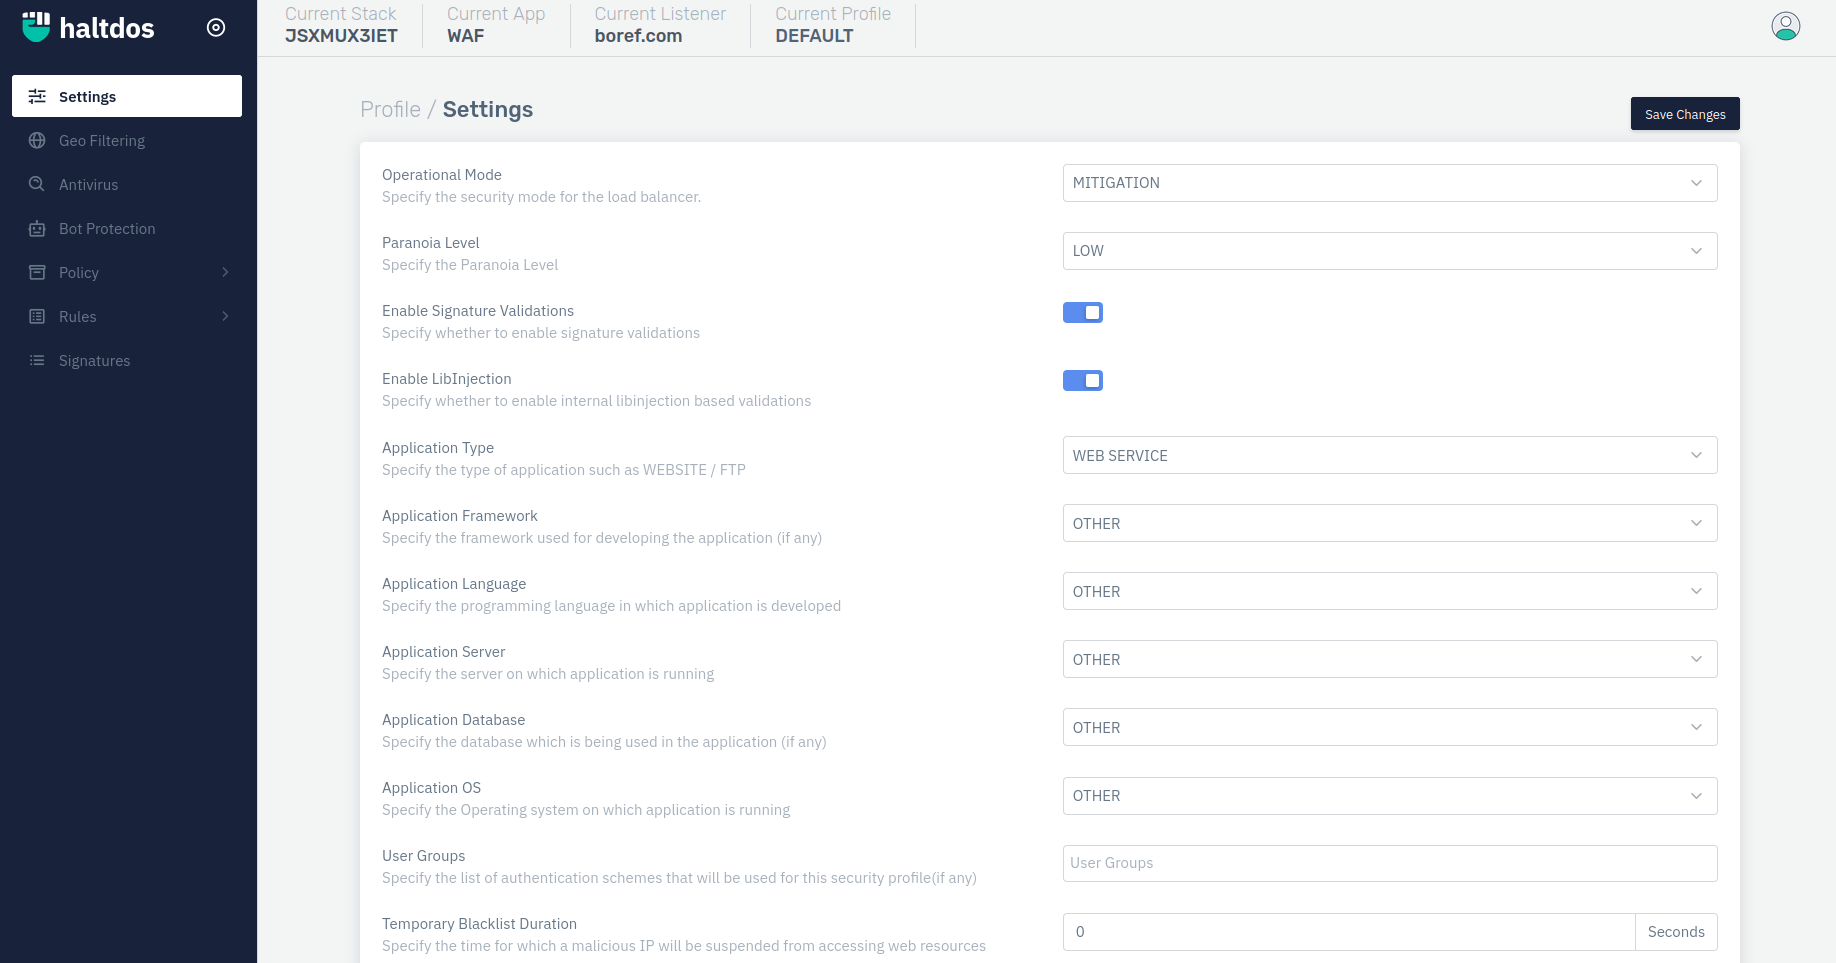 haltdos
Current Stack
JSXMUX3IET
Current App
WAF
Current Listener
boref.com
Current Profile
DEFAULT
Settings
Geo Filtering
Antivirus
Bot Protection
Policy
Rules
Signatures
Profile / Settings
Save Changes
Operational Mode
Specify the security mode for the load balancer.
MITIGATION
Paranoia Level
Specify the Paranoia Level
LOW
Enable Signature Validations
Specify whether to enable signature validations
Enable LibInjection
Specify whether to enable internal libinjection based validations
Application Type
Specify the type of application such as WEBSITE / FTP
WEB SERVICE
Application Framework
Specify the framework used for developing the application (if any)
OTHER
Application Language
Specify the programming language in which application is developed
OTHER
Application Server
Specify the server on which application is running
OTHER
Application Database
Specify the database which is being used in the application (if any)
OTHER
Application OS
Specify the Operating system on which application is running
OTHER
User Groups
Specify the list of authentication schemes that will be used for this security profile(if any)
User Groups
Temporary Blacklist Duration
Specify the time for which a malicious IP will be suspended from accessing web resources
0 Seconds